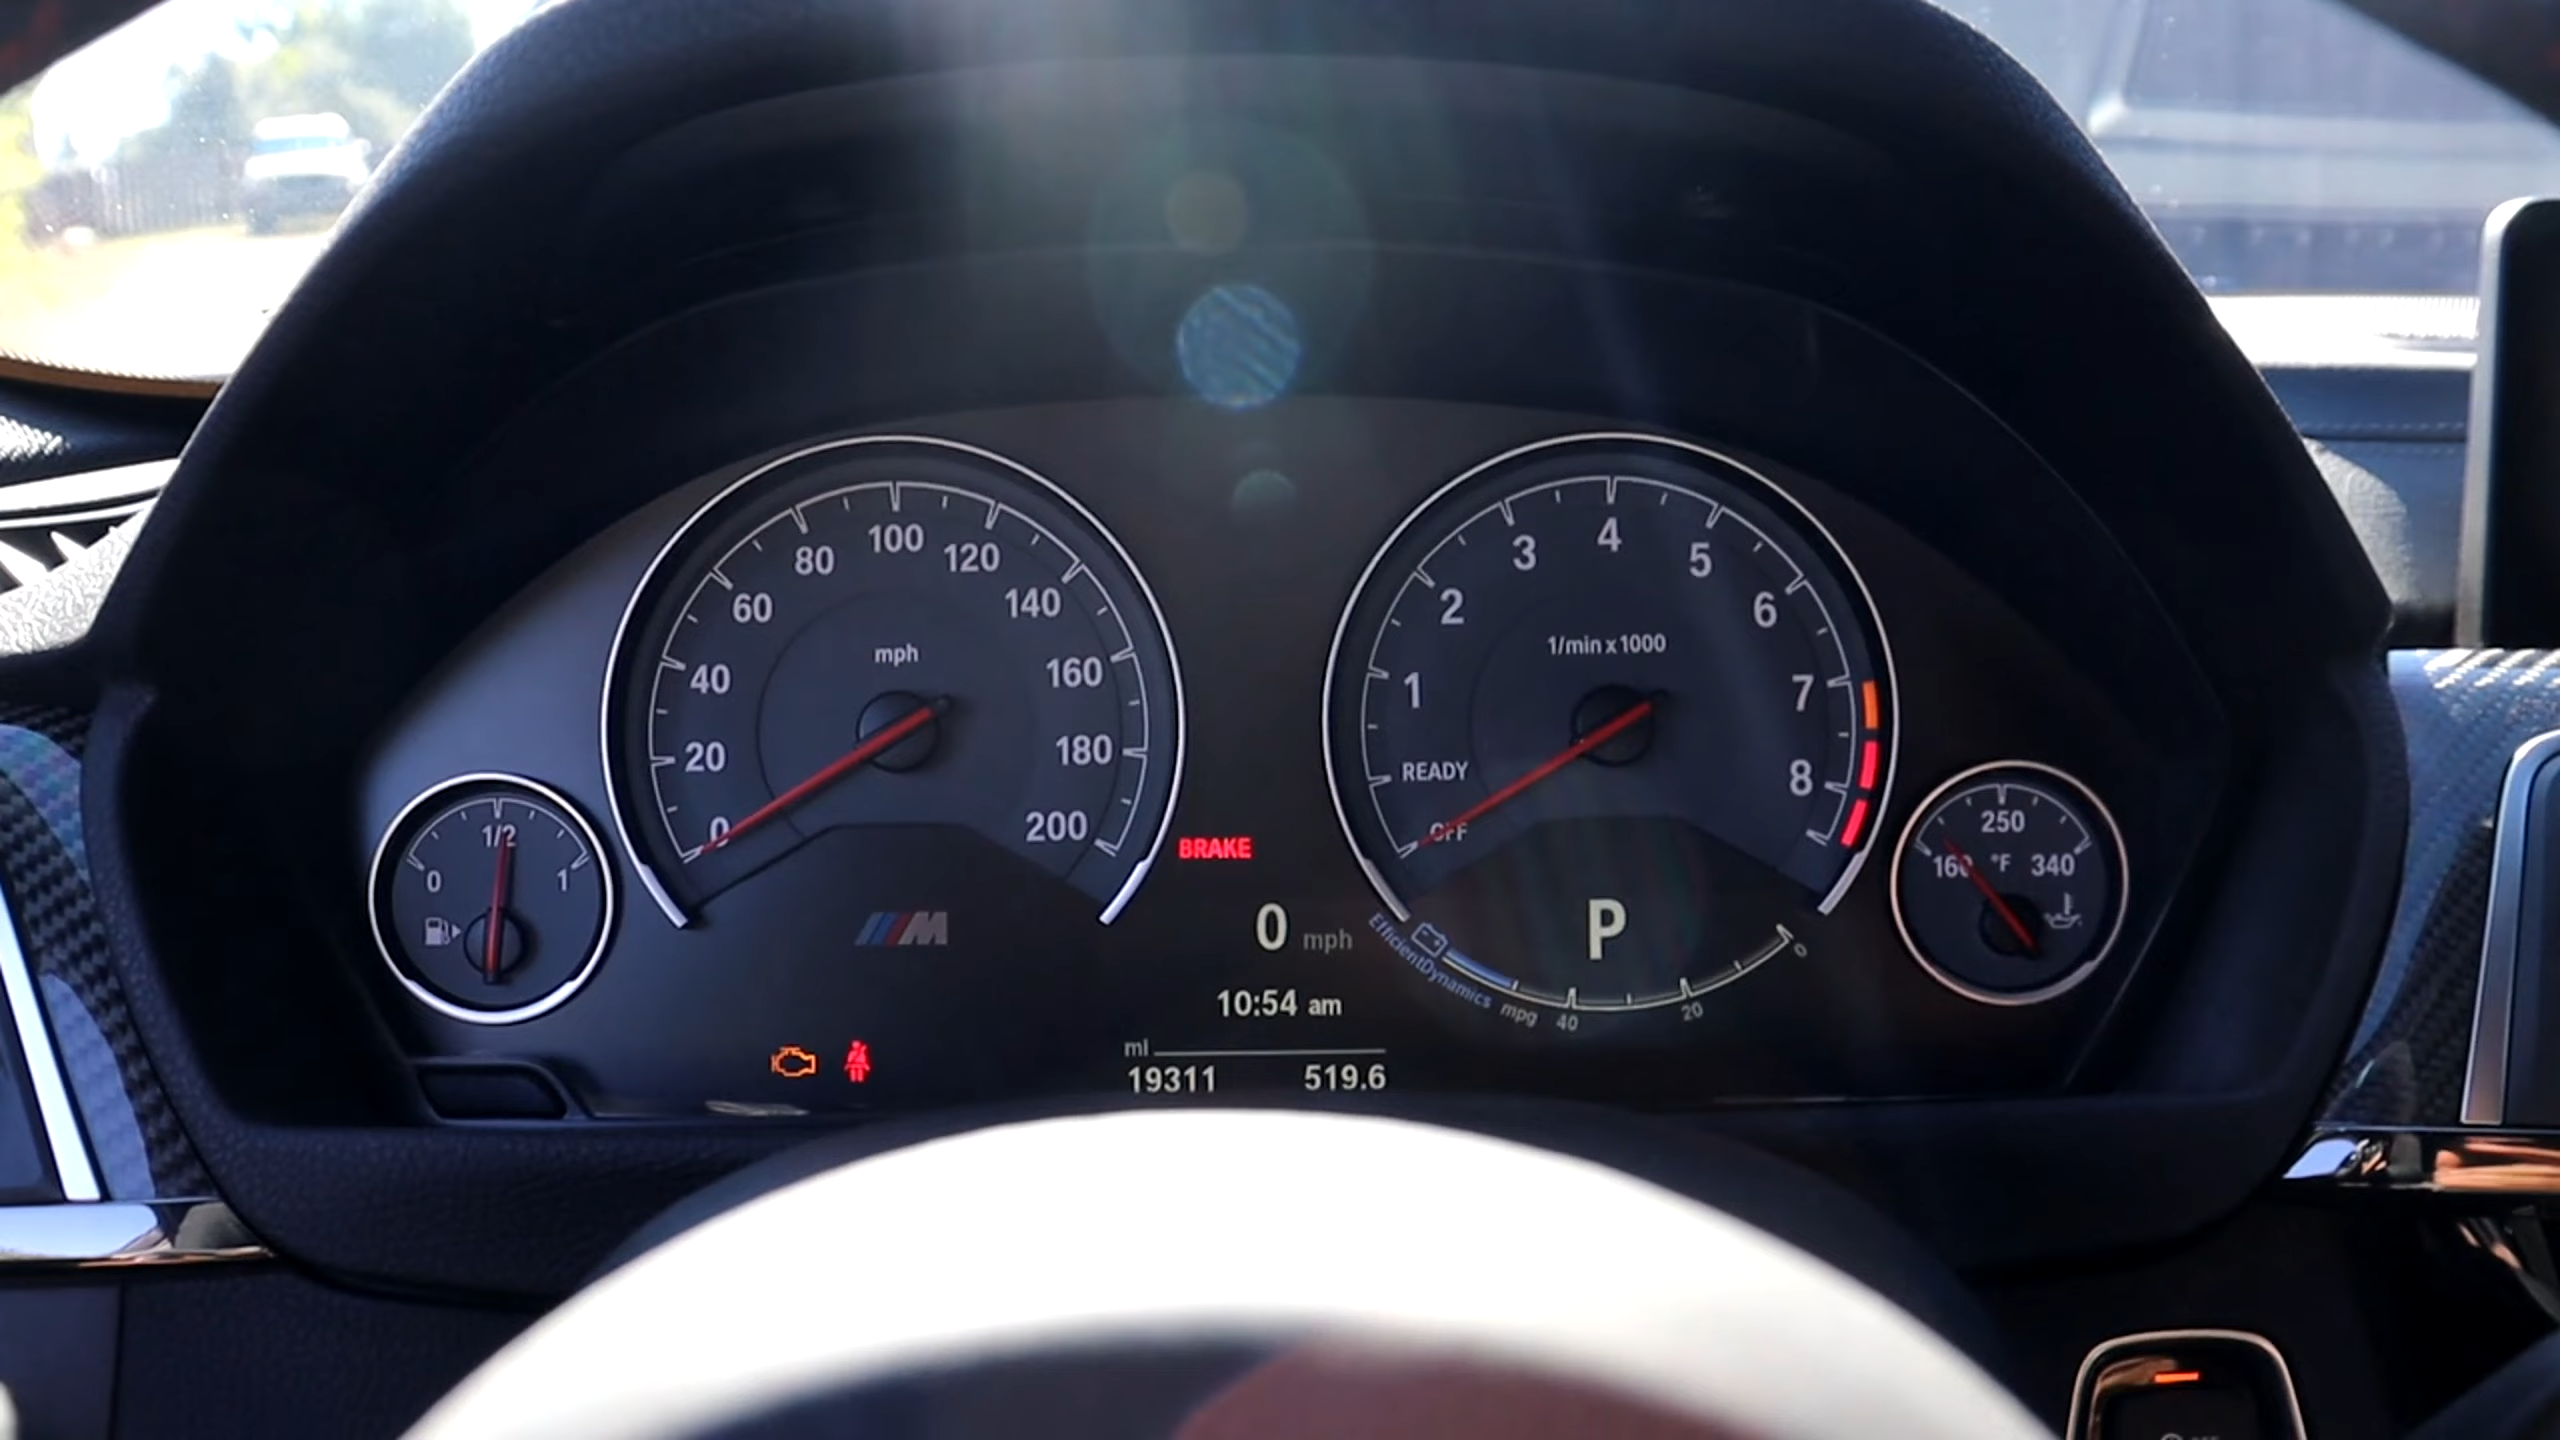 0
20
40
60
80
100
120
140
160
180
200
mph
OFF
READY
1
2
3
4
5
6
7
8
1/min x 1000
0
1/2
1
160
250
340
°F
BRAKE
M
0 mph
P
10:54 am
mi
19311 519.6
EfficientDynamics mpg 40 20 0